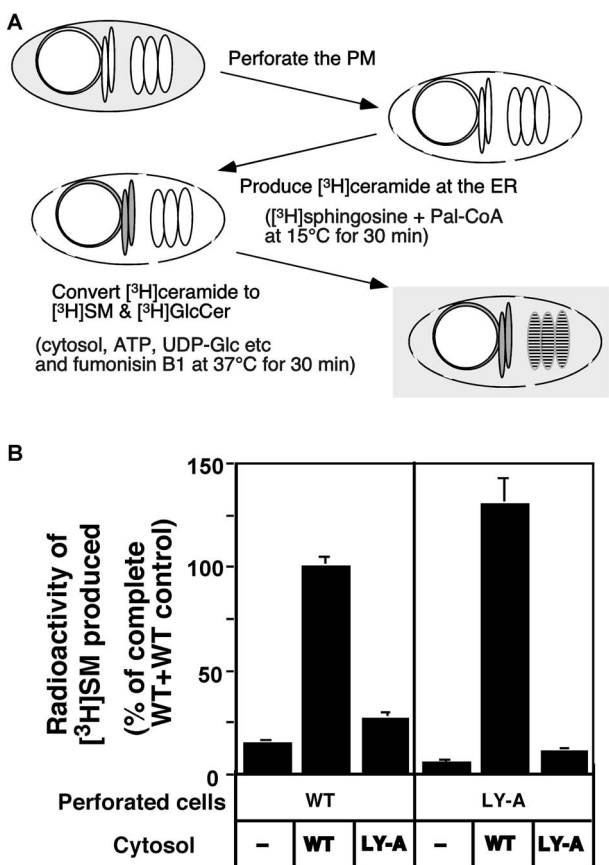 A
Perforate the PM
Produce [³H]ceramide at the ER
([³H]sphingosine + Pal-CoA
at 15°C for 30 min)
Convert [³H]ceramide to
[³H]SM & [³H]GlcCer
(cytosol, ATP, UDP-Glc etc
and fumonisin B1 at 37°C for 30 min)
B
Radioactivity of
[³H]SM produced
(% of complete
WT+WT control)
150
100
50
0
Perforated cells WT LY-A
Cytosol – WT LY-A – WT LY-A